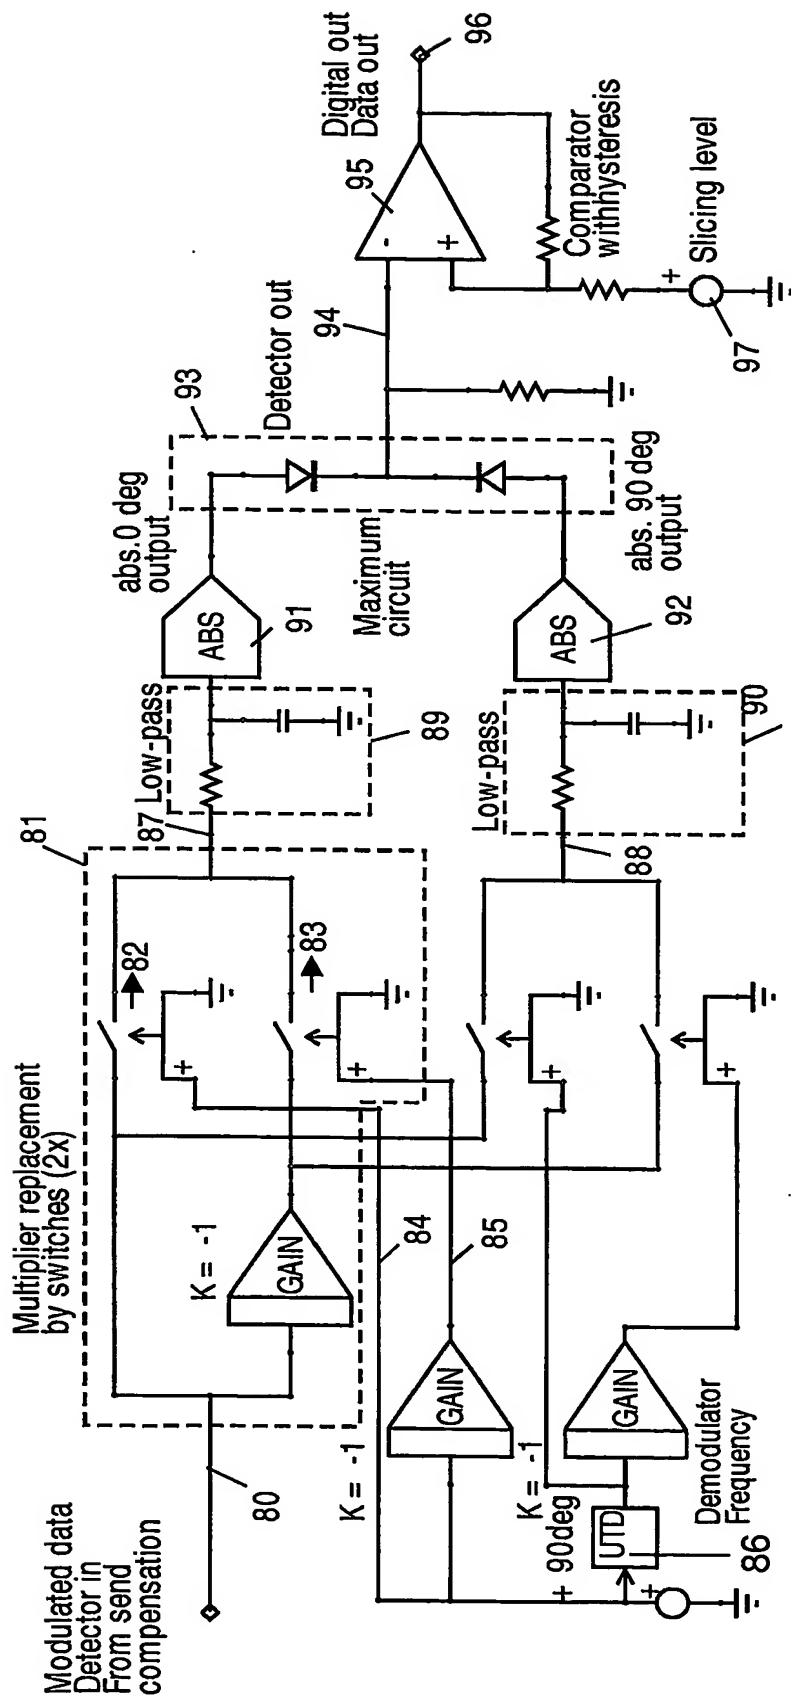 Modulated data
Detector in
From send
compensation
80
Multiplier replacement
by switches (2x)
81
K = -1
GAIN
82
83
+
+
84
85
K = -1
GAIN
K = -1
GAIN
+ 90deg
UTD
+
86
Demodulator
Frequency
+
+
87
88
Low-pass
89
Low-pass
90
ABS
91
ABS
92
abs.0 deg
output
abs. 90 deg
output
Maximum
circuit
93
Detector out
94
95
-
+
Digital out
Data out
96
Comparator
withhysteresis
+
Slicing level
97